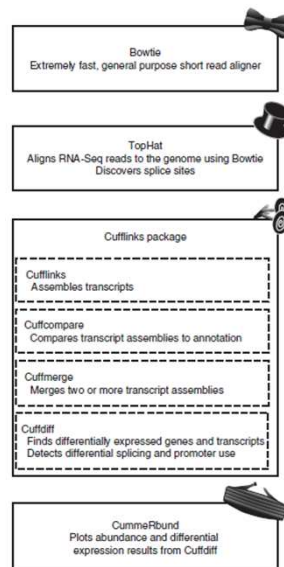 Bowtie
Extremely fast, general purpose short read aligner
TopHat
Aligns RNA-Seq reads to the genome using Bowtie
Discovers splice sites
Cufflinks package
Cufflinks
Assembles transcripts
Cuffcompare
Compares transcript assemblies to annotation
Cuffmerge
Merges two or more transcript assemblies
Cuffdiff
Finds differentially expressed genes and transcripts
Detects differential splicing and promoter use
CummeRbund
Plots abundance and differential
expression results from Cuffdiff